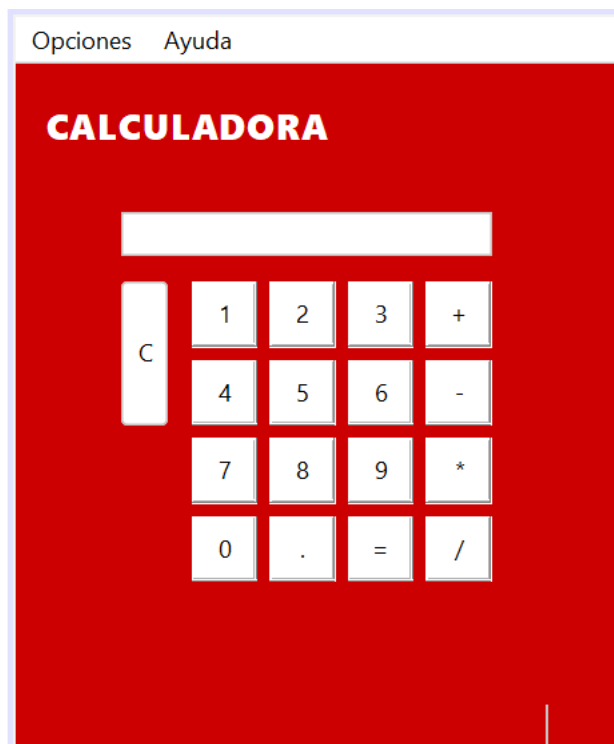 Opciones Ayuda
CALCULADORA
1 2 3 +
C
4 5 6 -
7 8 9 *
0 . = /